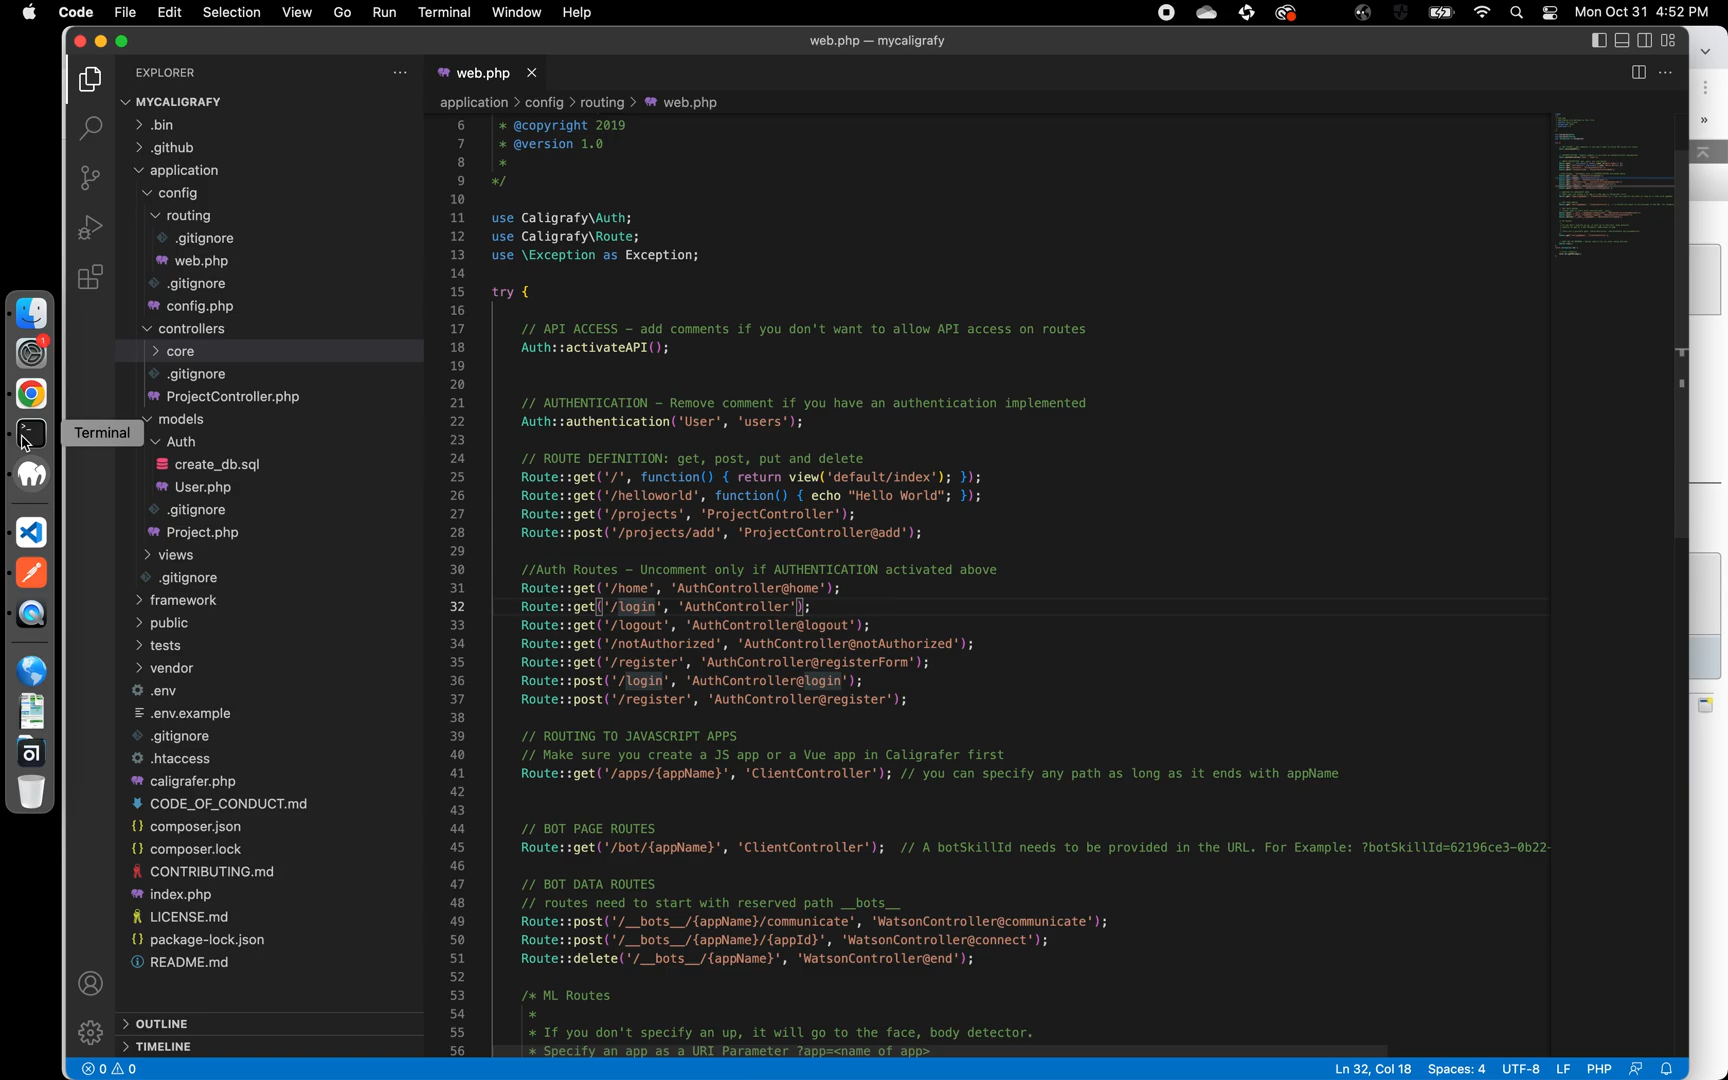 Code File Edit Selection View Go Run Terminal Window Help Mon Oct 31 4:52 PM
web.php — mycaligrafy
EXPLORER
MYCALIGRAFY
.bin
.github
application
config
routing
.gitignore
web.php
.gitignore
config.php
controllers
core
.gitignore
ProjectController.php
models
Auth
create_db.sql
User.php
.gitignore
Project.php
views
.gitignore
framework
public
tests
vendor
.env
.env.example
.gitignore
.htaccess
caligrafer.php
CODE_OF_CONDUCT.md
composer.json
composer.lock
CONTRIBUTING.md
index.php
LICENSE.md
package-lock.json
README.md
OUTLINE
TIMELINE
1
Terminal
web.php
application > config > routing > web.php
6 * @copyright 2019
7 * @version 1.0
8 *
9 */
10
11 use Caligrafy\Auth;
12 use Caligrafy\Route;
13 use \Exception as Exception;
14
15 try {
16
17 // API ACCESS – add comments if you don't want to allow API access on routes
18 Auth::activateAPI();
19
20
21 // AUTHENTICATION – Remove comment if you have an authentication implemented
22 Auth::authentication('User', 'users');
23
24 // ROUTE DEFINITION: get, post, put and delete
25 Route::get('/', function() { return view('default/index'); });
26 Route::get('/helloworld', function() { echo "Hello World"; });
27 Route::get('/projects', 'ProjectController');
28 Route::post('/projects/add', 'ProjectController@add');
29
30 //Auth Routes – Uncomment only if AUTHENTICATION activated above
31 Route::get('/home', 'AuthController@home');
32 Route::get('/login', 'AuthController');
33 Route::get('/logout', 'AuthController@logout');
34 Route::get('/notAuthorized', 'AuthController@notAuthorized');
35 Route::get('/register', 'AuthController@registerForm');
36 Route::post('/login', 'AuthController@login');
37 Route::post('/register', 'AuthController@register');
38
39 // ROUTING TO JAVASCRIPT APPS
40 // Make sure you create a JS app or a Vue app in Caligrafer first
41 Route::get('/apps/{appName}', 'ClientController'); // you can specify any path as long as it ends with appName
42
43
44 // BOT PAGE ROUTES
45 Route::get('/bot/{appName}', 'ClientController'); // A botSkillId needs to be provided in the URL. For Example: ?botSkillId=62196ce3-0b22-
46
47 // BOT DATA ROUTES
48 // routes need to start with reserved path __bots__
49 Route::post('/__bots__/{appName}/communicate', 'WatsonController@communicate');
50 Route::post('/__bots__/{appName}/{appId}', 'WatsonController@connect');
51 Route::delete('/__bots__/{appName}', 'WatsonController@end');
52
53 /* ML Routes
54 *
55 * If you don't specify an up, it will go to the face, body detector.
56 * Specify an app as a URI Parameter ?app=<name of app>
0 0 Ln 32, Col 18 Spaces: 4 UTF-8 LF PHP